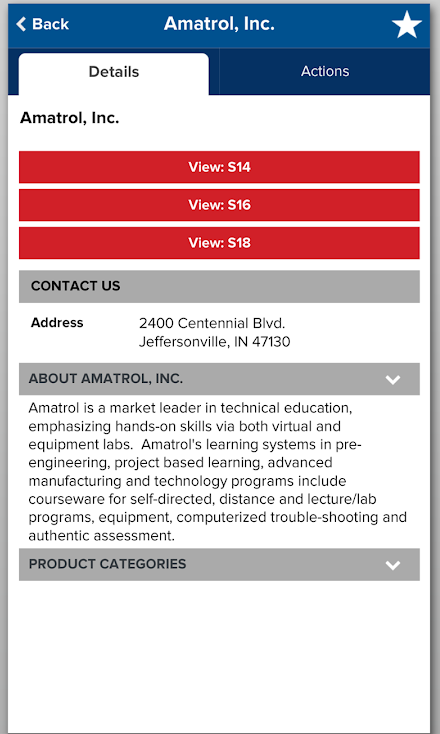 Back
Amatrol, Inc.
Details
Actions
Amatrol, Inc.
View: S14
View: S16
View: S18
CONTACT US
Address
2400 Centennial Blvd.
Jeffersonville, IN 47130
ABOUT AMATROL, INC.
Amatrol is a market leader in technical education,
emphasizing hands-on skills via both virtual and
equipment labs.  Amatrol's learning systems in pre-
engineering, project based learning, advanced
manufacturing and technology programs include
courseware for self-directed, distance and lecture/lab
programs, equipment, computerized trouble-shooting and
authentic assessment.
PRODUCT CATEGORIES